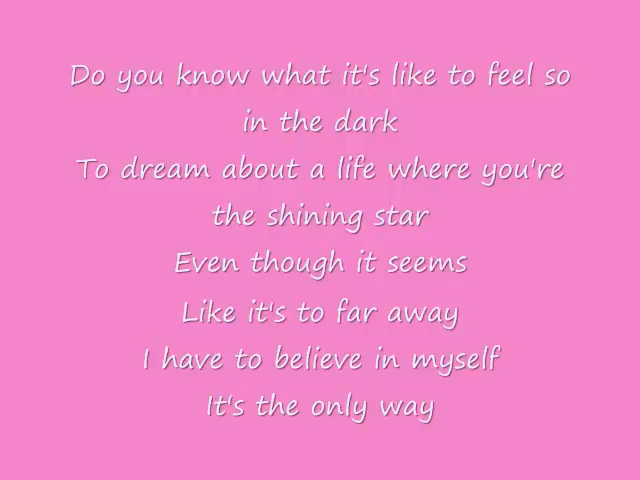 Do you know what it's like to feel so
in the dark
To dream about a life where you're
the shining star
Even though it seems
Like it's to far away
I have to believe in myself
It's the only way